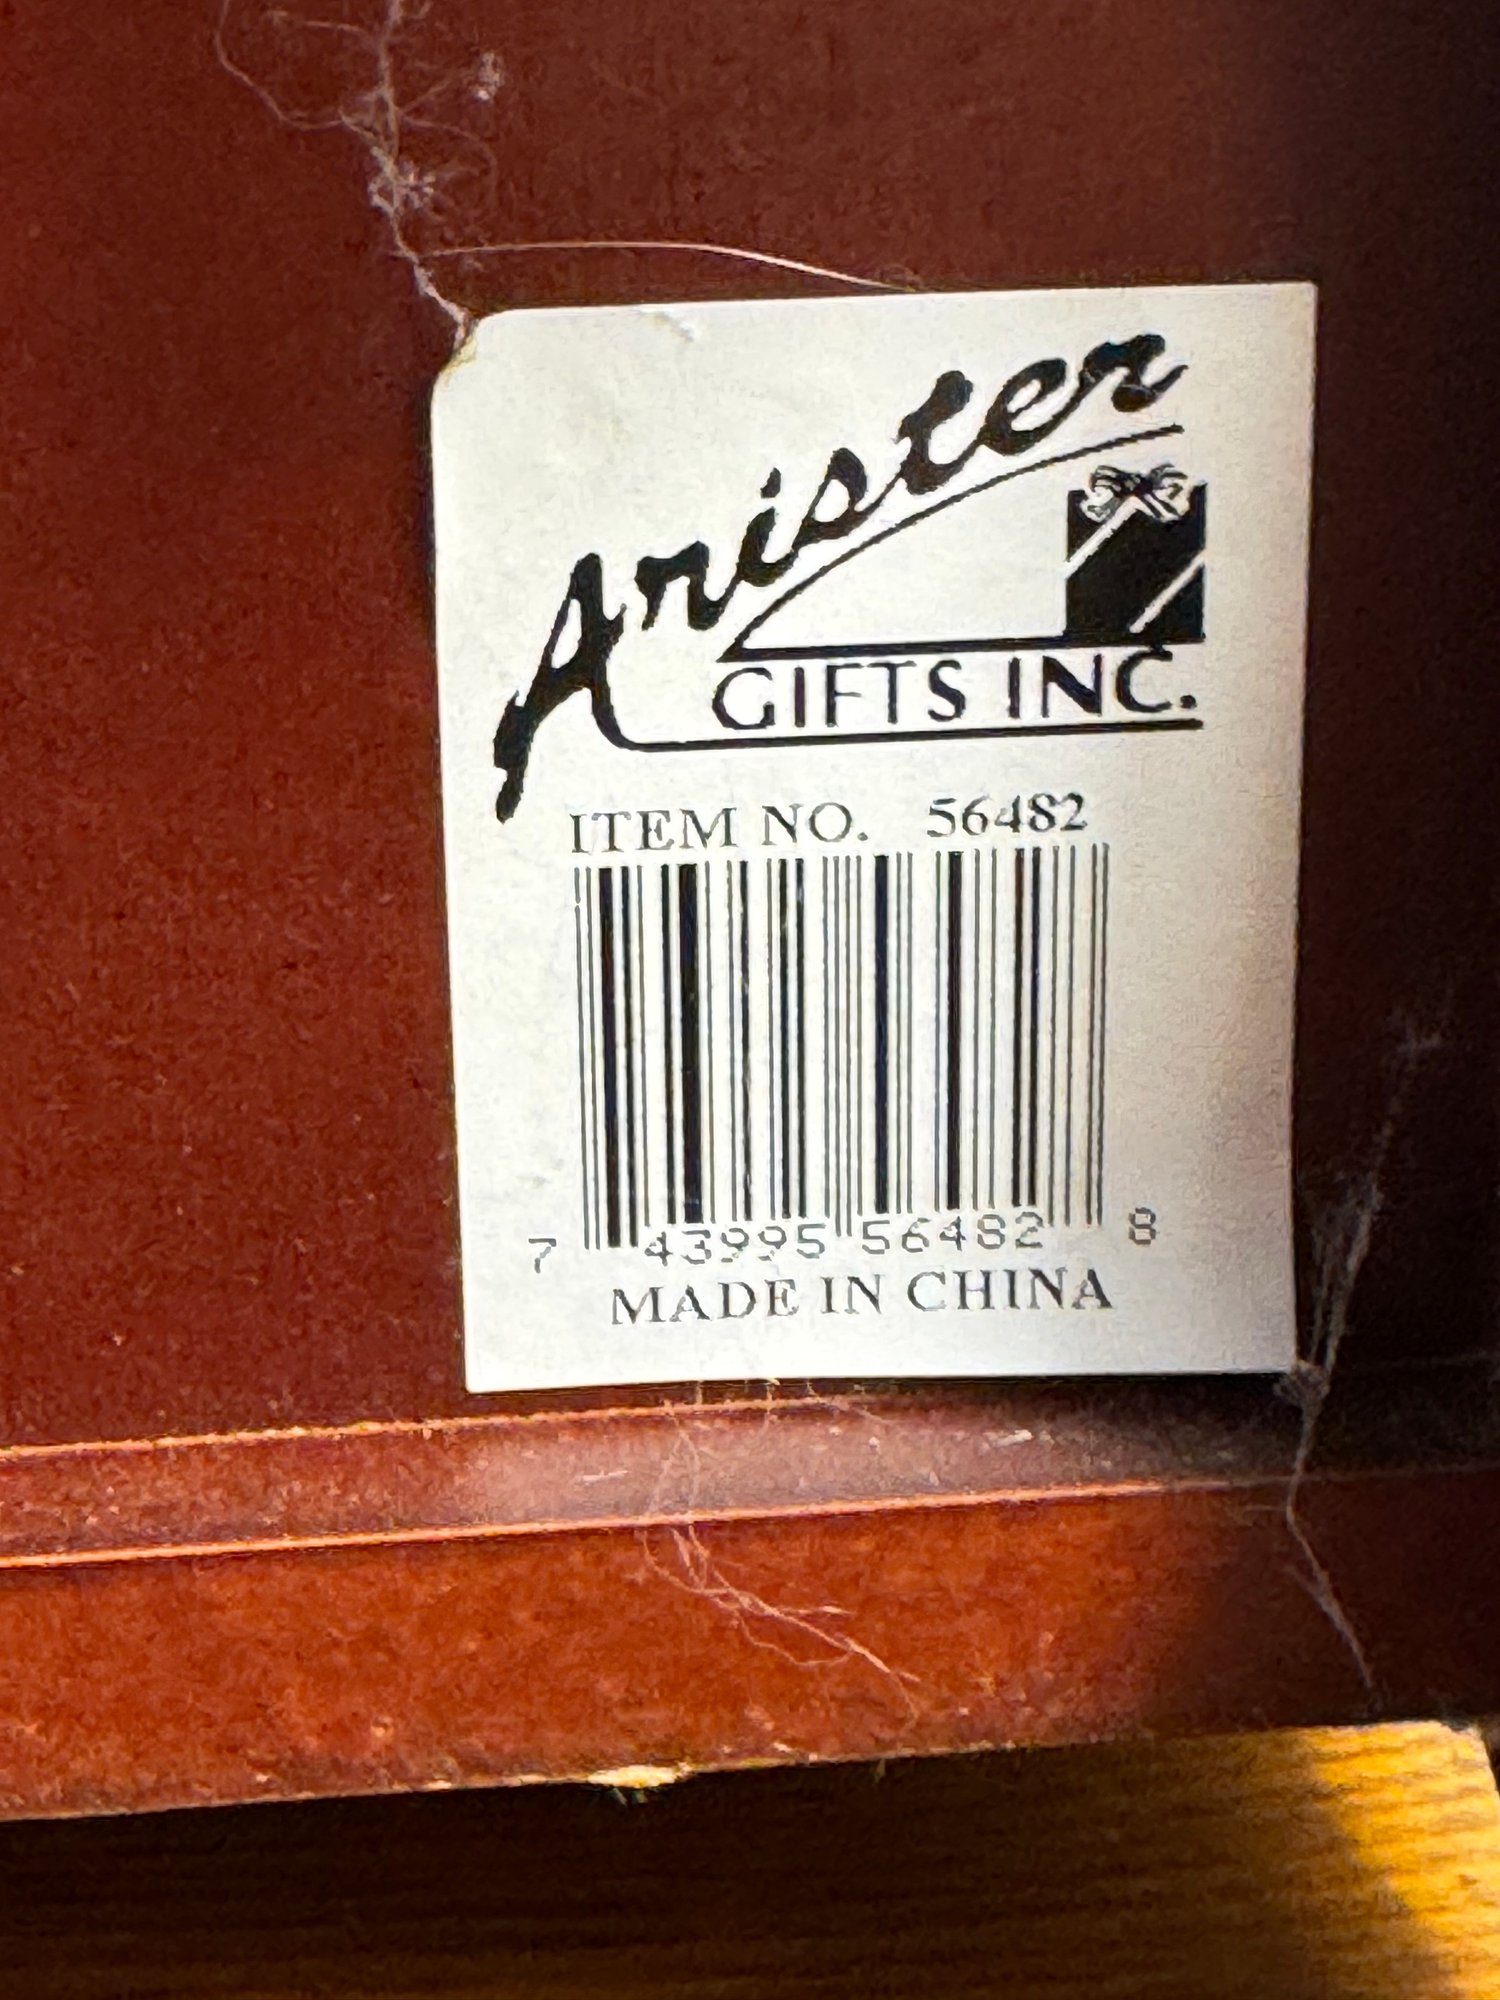 Arister
GIFTS INC.
ITEM NO. 56482
7 43995 56482 8
MADE IN CHINA